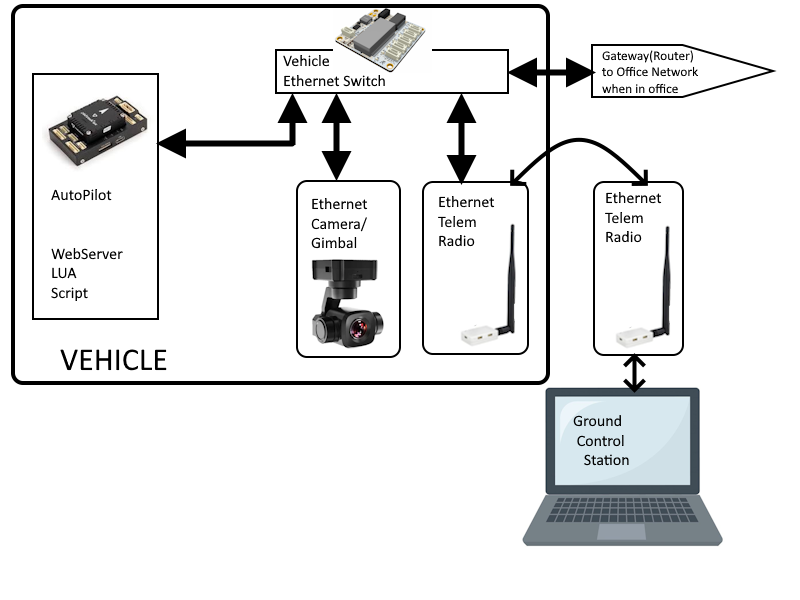 Vehicle
Ethernet Switch
Gateway(Router)
to Office Network
when in office
AutoPilot
WebServer
LUA
Script
Ethernet
Camera/
Gimbal
Ethernet
Telem
Radio
Ethernet
Telem
Radio
VEHICLE
Ground
Control
Station